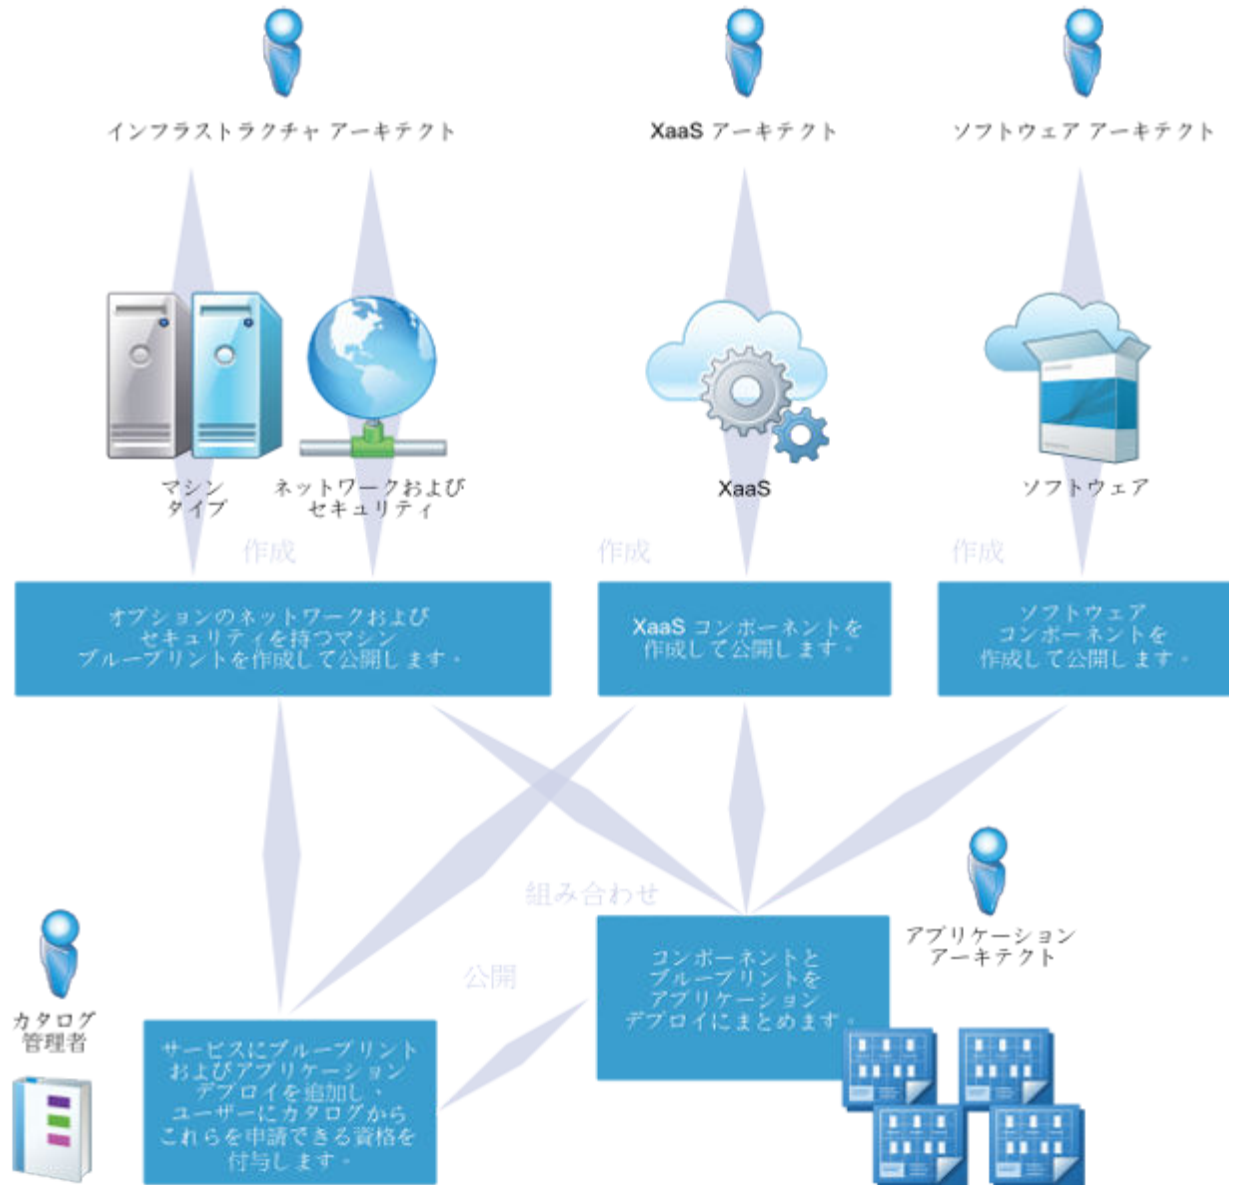 インフラストラクチャ アーキテクト
XaaS アーキテクト
ソフトウェア アーキテクト
マシン
タイプ
ネットワークおよび
セキュリティ
XaaS
ソフトウェア
作成
作成
作成
オプションのネットワークおよび
セキュリティを持つマシン
ブループリントを作成して公開します。
XaaS コンポーネントを
作成して公開します。
ソフトウェア
コンポーネントを
作成して公開します。
組み合わせ
公開
アプリケーション
アーキテクト
コンポーネントと
ブループリントを
アプリケーション
デプロイにまとめます。
カタログ
管理者
サービスにブループリント
およびアプリケーション
デプロイを追加し、
ユーザーにカタログから
これらを申請できる資格を
付与します。